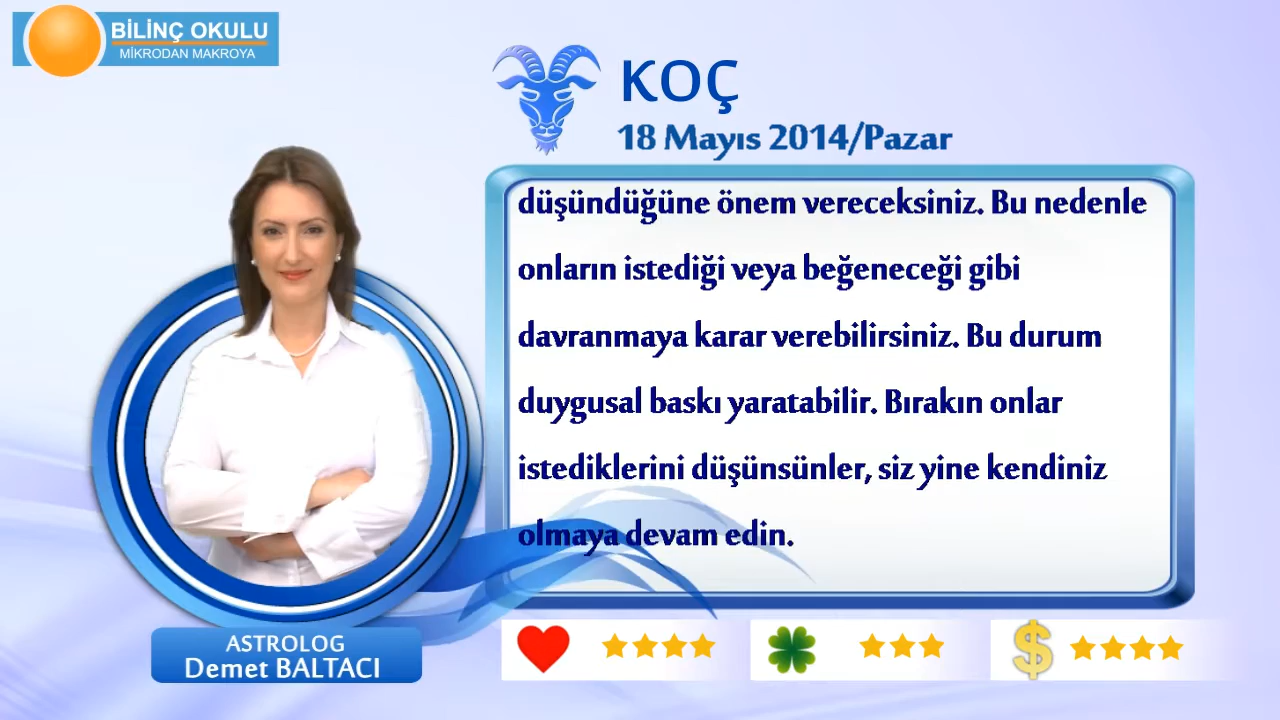 BİLİNÇ OKULU
MİKRODAN MAKROYA
KOÇ
18 Mayıs 2014/Pazar
düşündüğüne önem vereceksiniz. Bu nedenle
onların istediği veya beğeneceği gibi
davranmaya karar verebilirsiniz. Bu durum
duygusal baskı yaratabilir. Bırakın onlar
istediklerini düşünsünler, siz yine kendiniz
olmaya devam edin.
ASTROLOG
Demet BALTACI